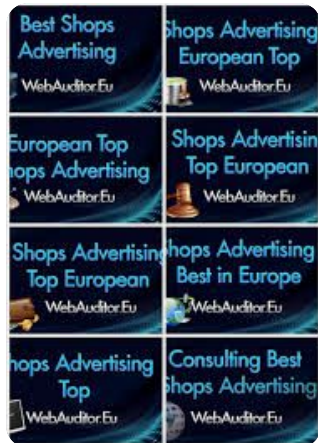 Best Shops
Advertising
WebAuditor.Eu
Shops Advertising
European Top
WebAuditor.Eu
European Top
hops Advertising
WebAuditor.Eu
Shops Advertisin
Top European
WebAuditor.Eu
Shops Advertising
Top European
WebAuditor.Eu
hops Advertising
Best in Europe
WebAuditor.Eu
hops Advertising
Top
WebAuditor.Eu
Consulting Best
Shops Advertising
WebAuditor.Eu